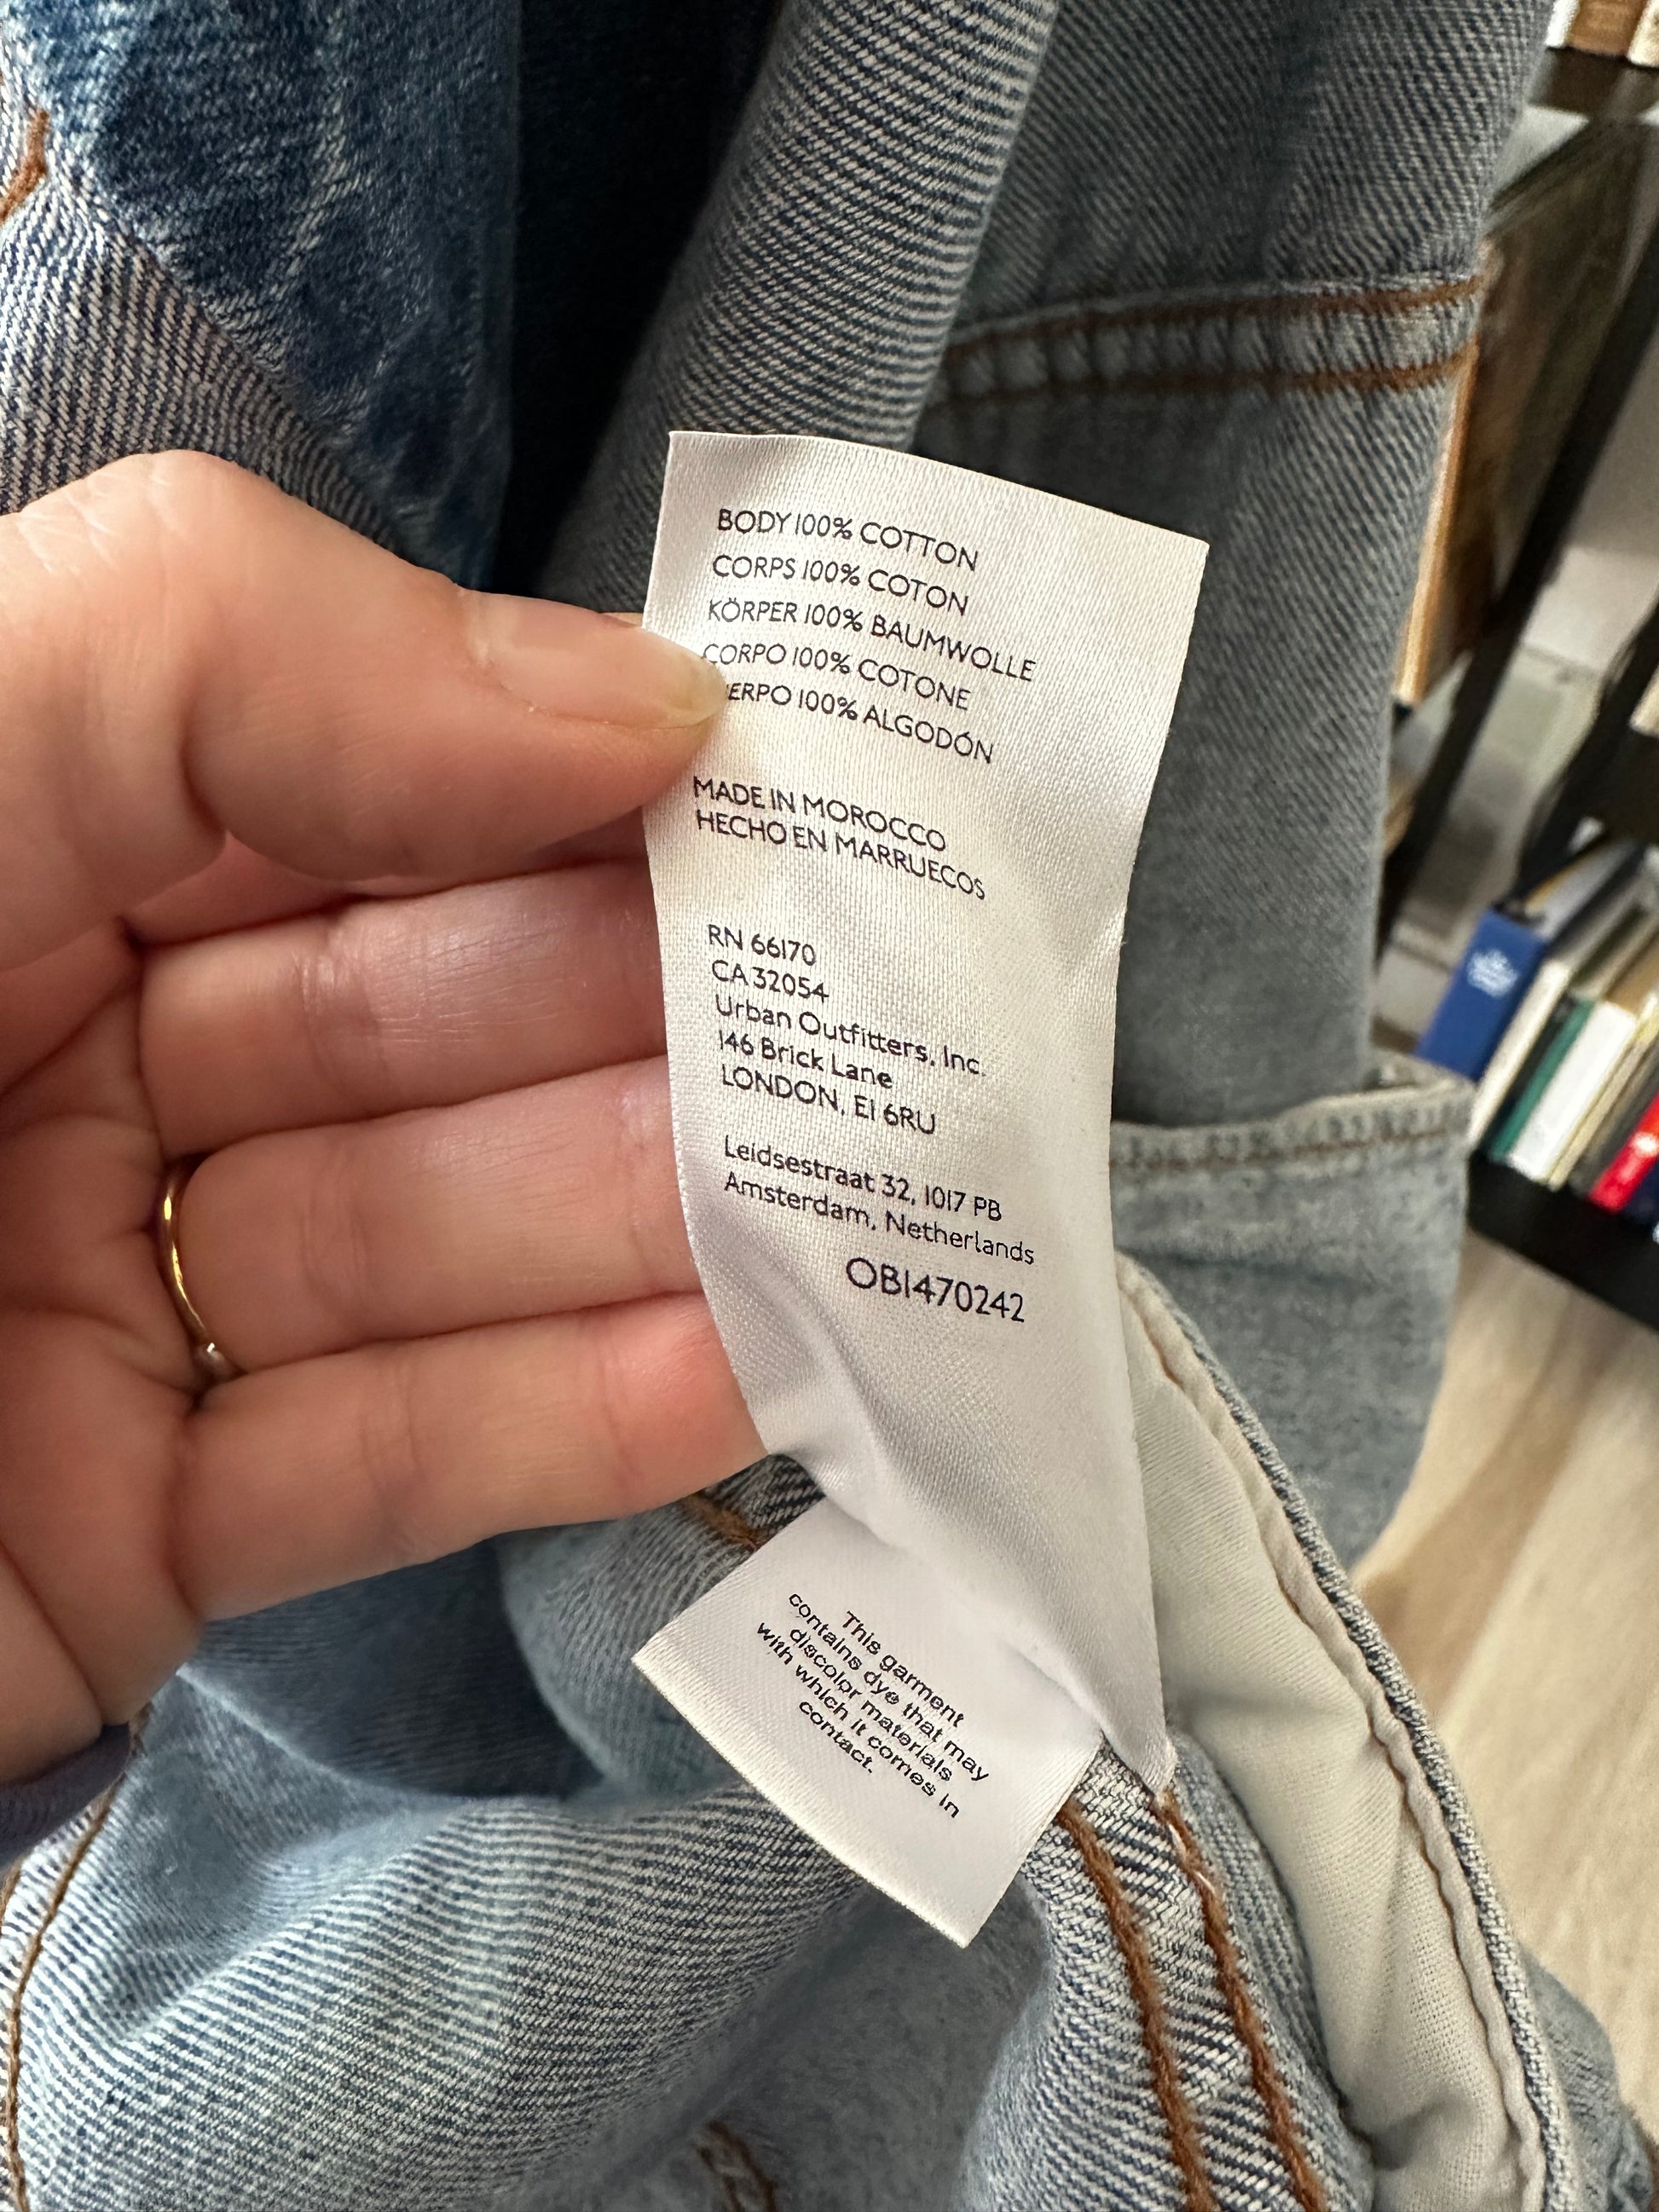 BODY 100% COTTON
CORPS 100% COTON
KÖRPER 100% BAUMWOLLE
CORPO 100% COTONE
ERPO 100% ALGODÓN
MADE IN MOROCCO
HECHO EN MARRUECOS
RN 66170
CA 32054
Urban Outfitters, Inc.
146 Brick Lane
LONDON, E1 6RU
Leidsestraat 32, 1017 PB
Amsterdam, Netherlands
OB1470242
This garment
contains dye that may
discolor materials
with which it comes in
contact.